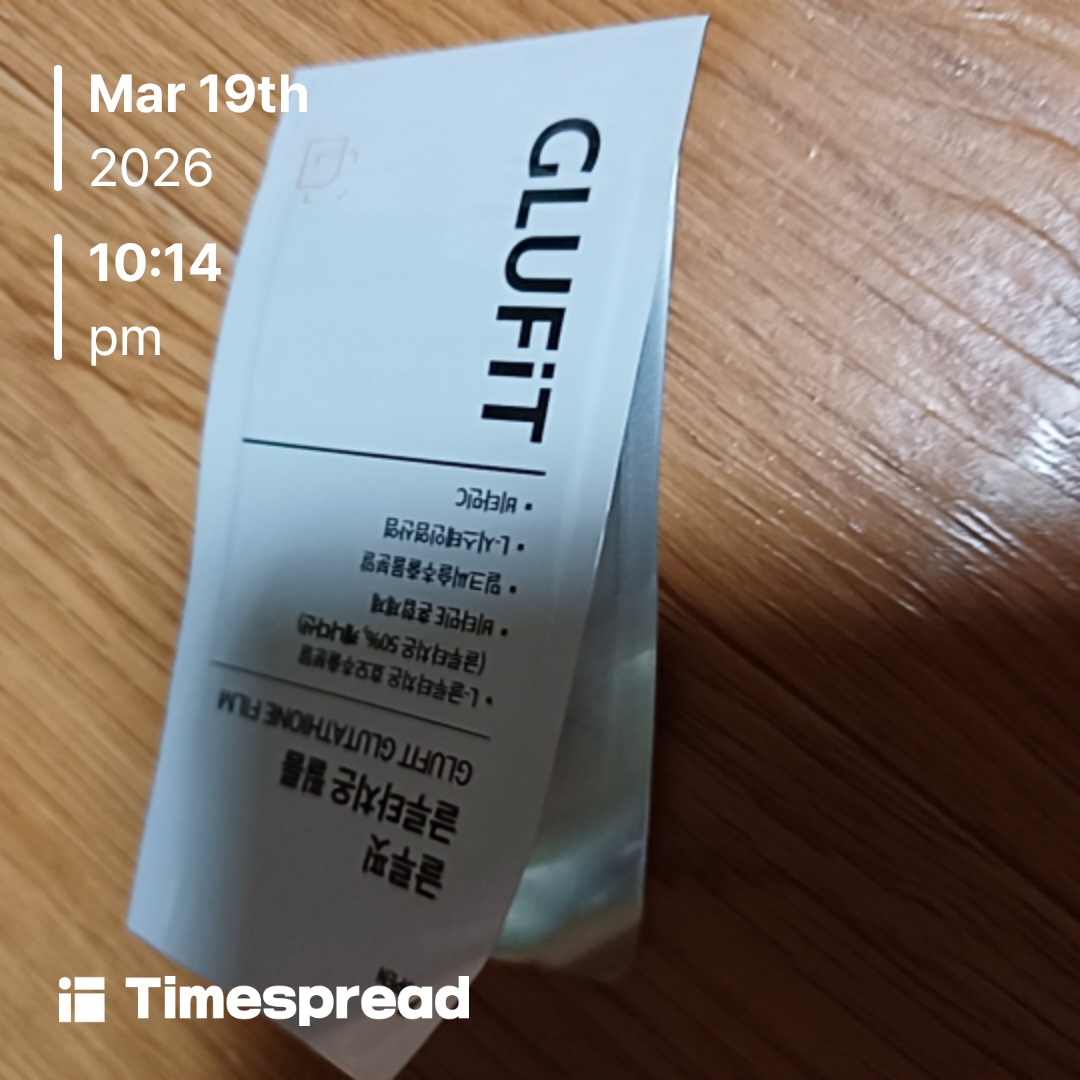 Mar 19th
2026
10:14
pm
GLUFiT
글루핏
글루타치온 필름
GLUFIT GLUTATHIONE FILM
• L-글루타치온 효모추출분말
(글루타치온 50%, 캐나다산)
• 비타민E 혼합제제
• 밀크씨슬추출물분말
• L-시스테인염산염
• 비타민C
Timespread